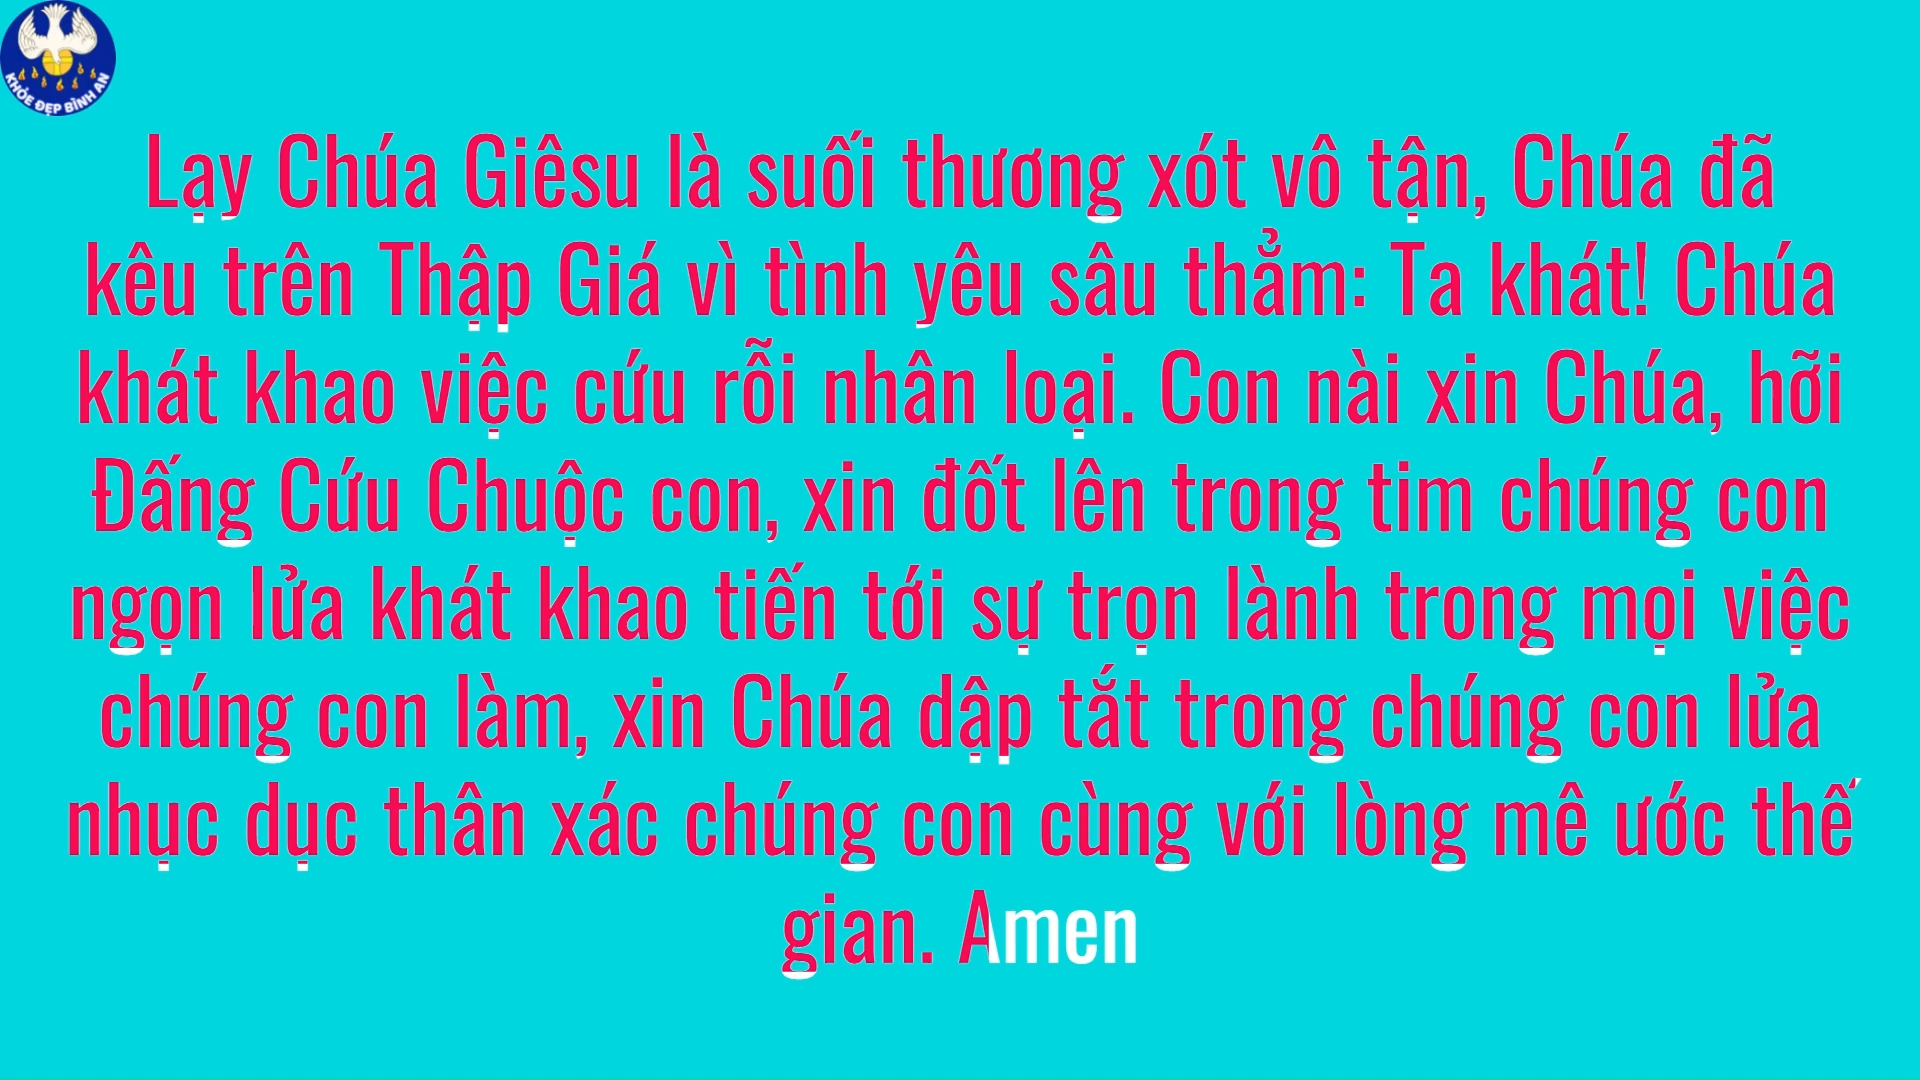 KHỎE ĐẸP BÌNH AN
Lạy Chúa Giêsu là suối thương xót vô tận, Chúa đã
kêu trên Thập Giá vì tình yêu sâu thẳm: Ta khát! Chúa
khát khao việc cứu rỗi nhân loại. Con nài xin Chúa, hỡi
Đấng Cứu Chuộc con, xin đốt lên trong tim chúng con
ngọn lửa khát khao tiến tới sự trọn lành trong mọi việc
chúng con làm, xin Chúa dập tắt trong chúng con lửa
nhục dục thân xác chúng con cùng với lòng mê ước thế
gian. Amen